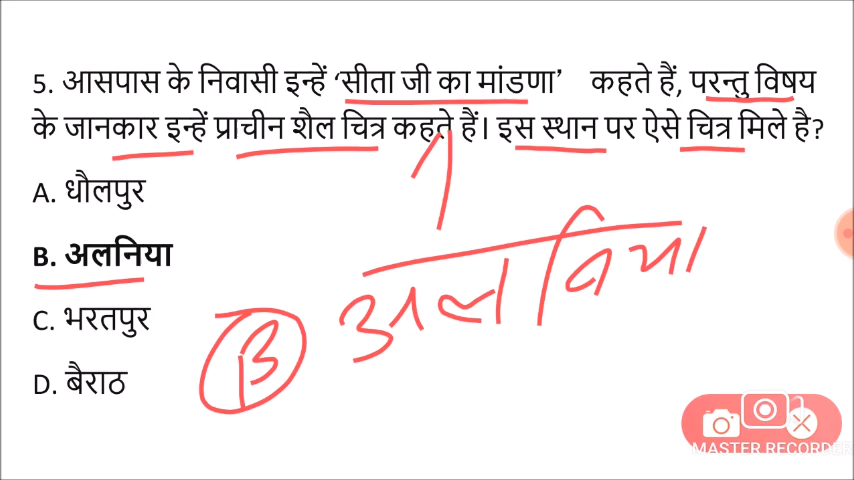 5. आसपास के निवासी इन्हें ‘सीता जी का मांडणा’ कहते हैं, परन्तु विषय
के जानकार इन्हें प्राचीन शैल चित्र कहते हैं। इस स्थान पर ऐसे चित्र मिले है?
A. धौलपुर
B. अलनिया
अलनिया
C. भरतपुर
B
D. बैराठ
MASTER RECORDER